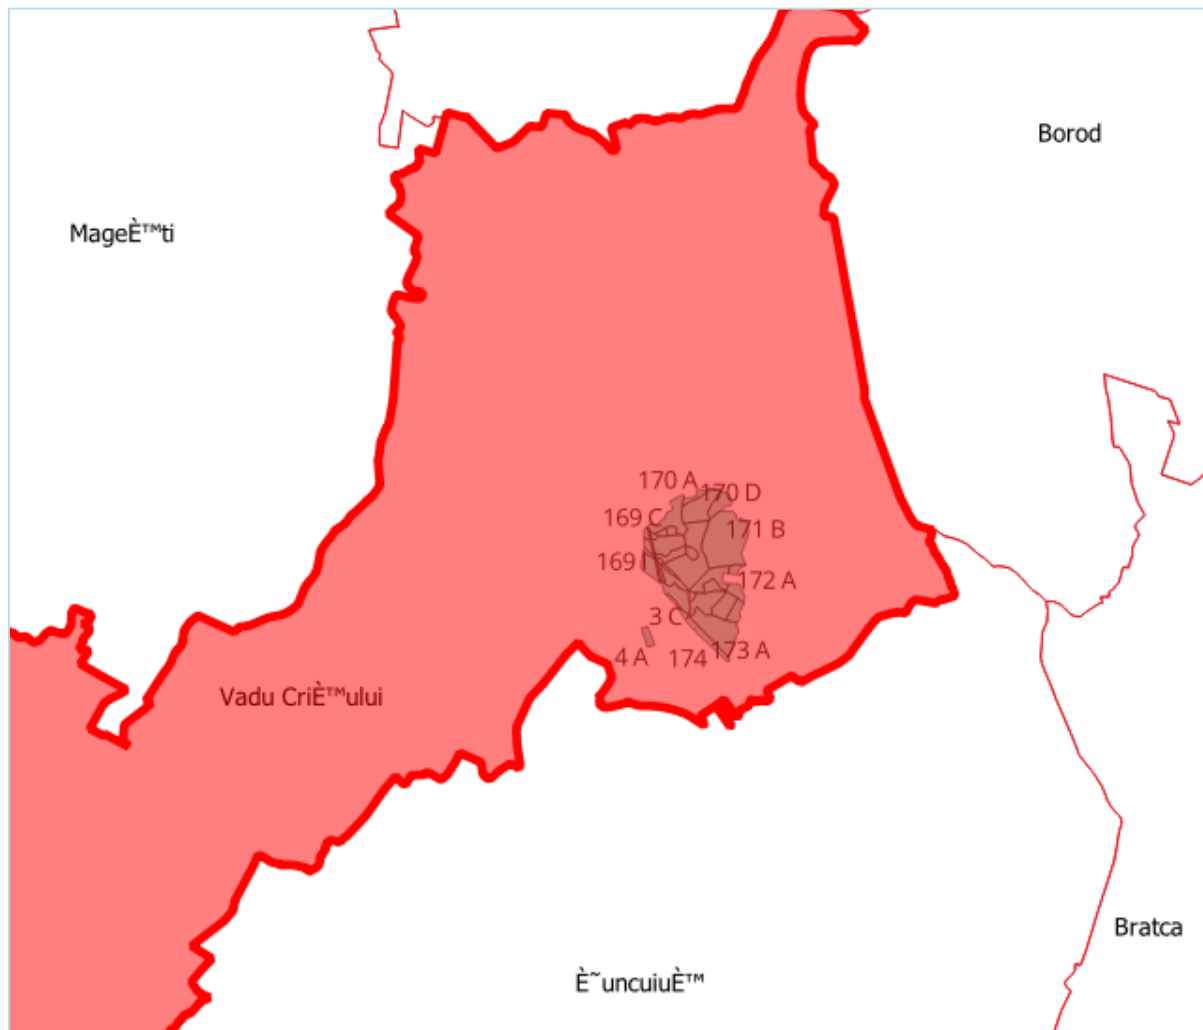 Borod
MageÈ™ti
170 A
170 D
169 C
171 B
169 I
172 A
3 C
173 A
4 A
174
Vadu CriÈ™ului
Bratca
È˜uncuiuÈ™